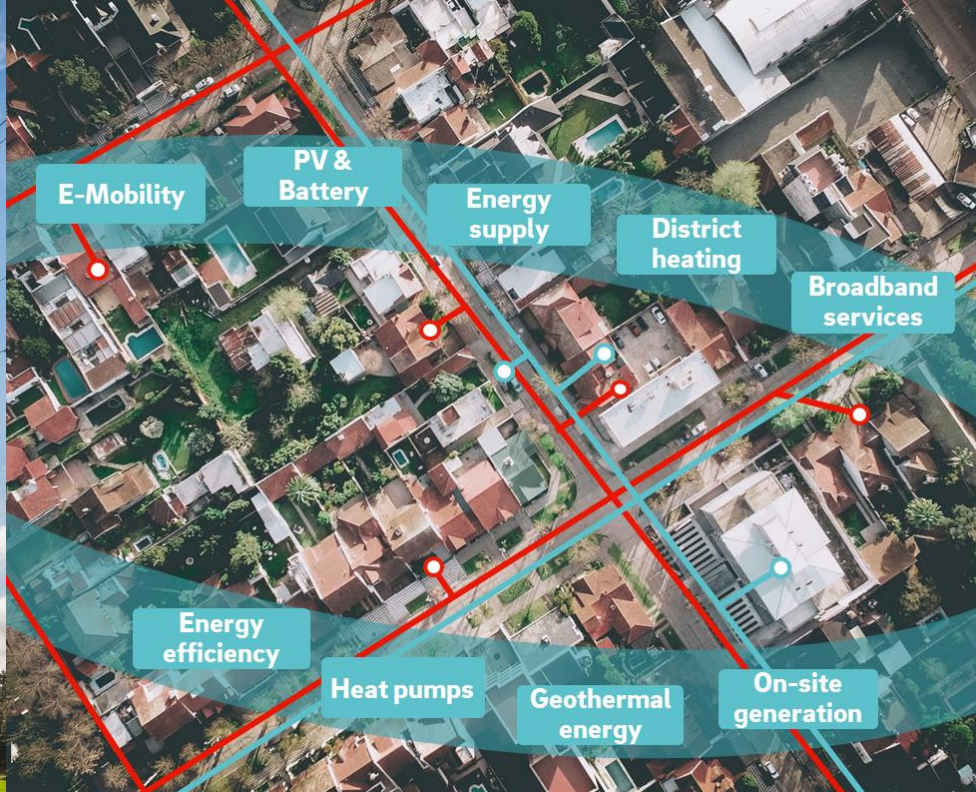 E-Mobility
PV &
Battery
Energy
supply
District
heating
Broadband
services
Energy
efficiency
Heat pumps
Geothermal
energy
On-site
generation